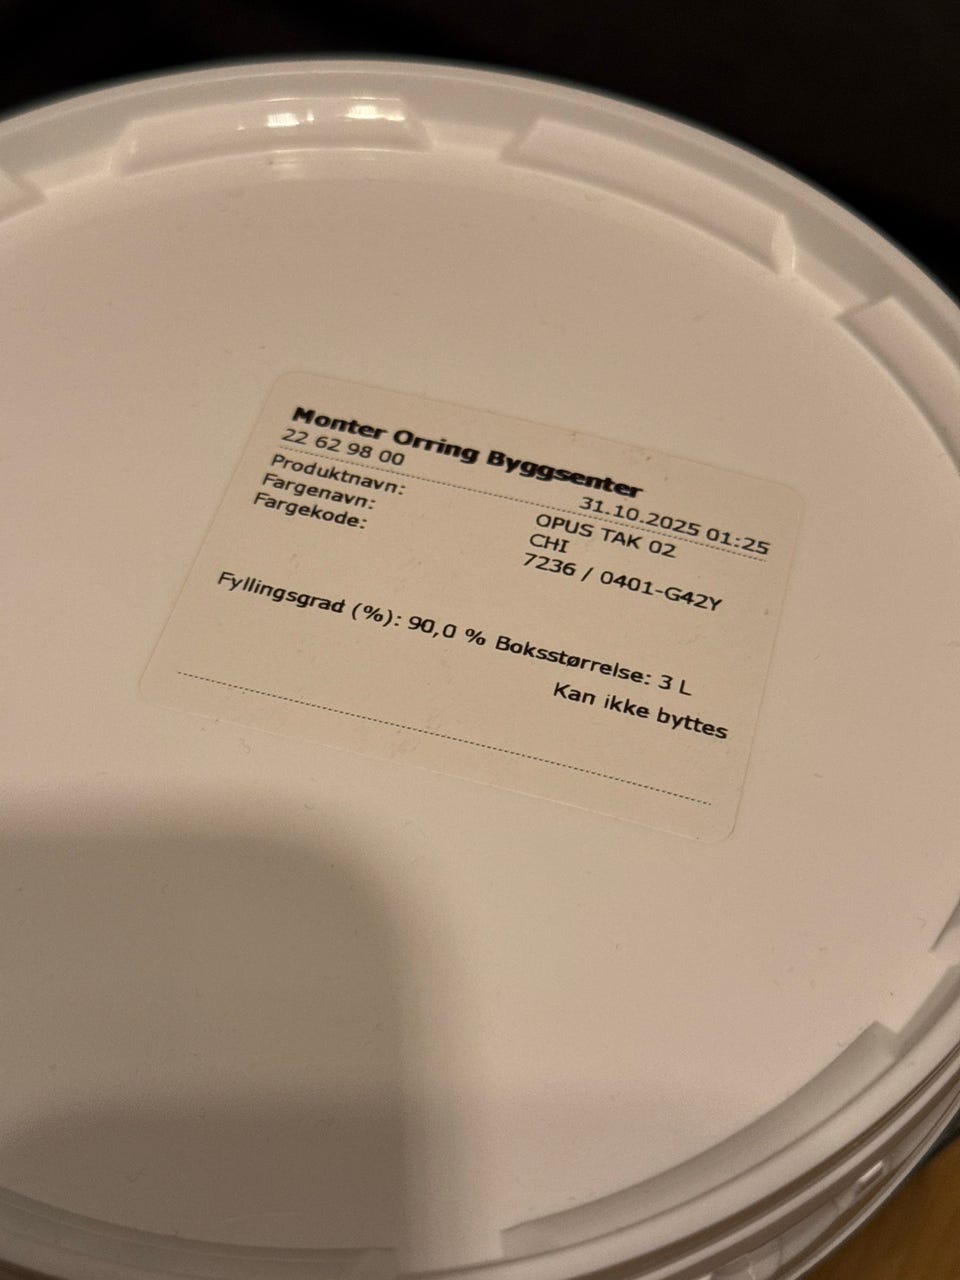 Monter Orring Byggsenter
22 62 98 00
31.10.2025 01:25
Produktnavn: OPUS TAK 02
Fargenavn: CHI
Fargekode: 7236 / 0401-G42Y
Fyllingsgrad (%): 90,0 % Boksstørrelse: 3 L
Kan ikke byttes